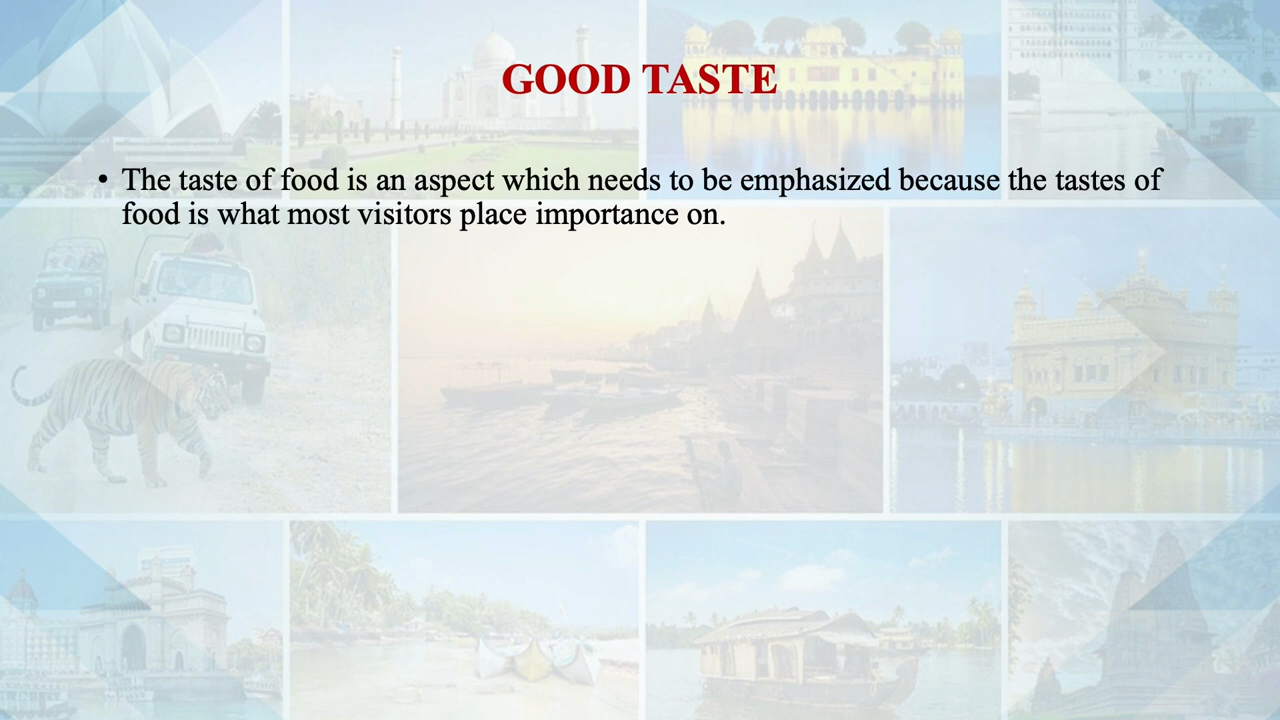 GOOD TASTE
• The taste of food is an aspect which needs to be emphasized because the tastes of
food is what most visitors place importance on.